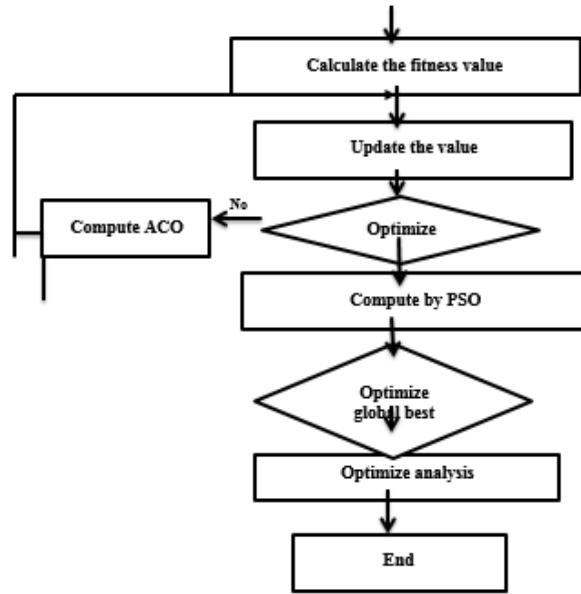 Calculate the fitness value
Update the value
No
Compute ACO
Optimize
Compute by PSO
Optimize
global best
Optimize analysis
End